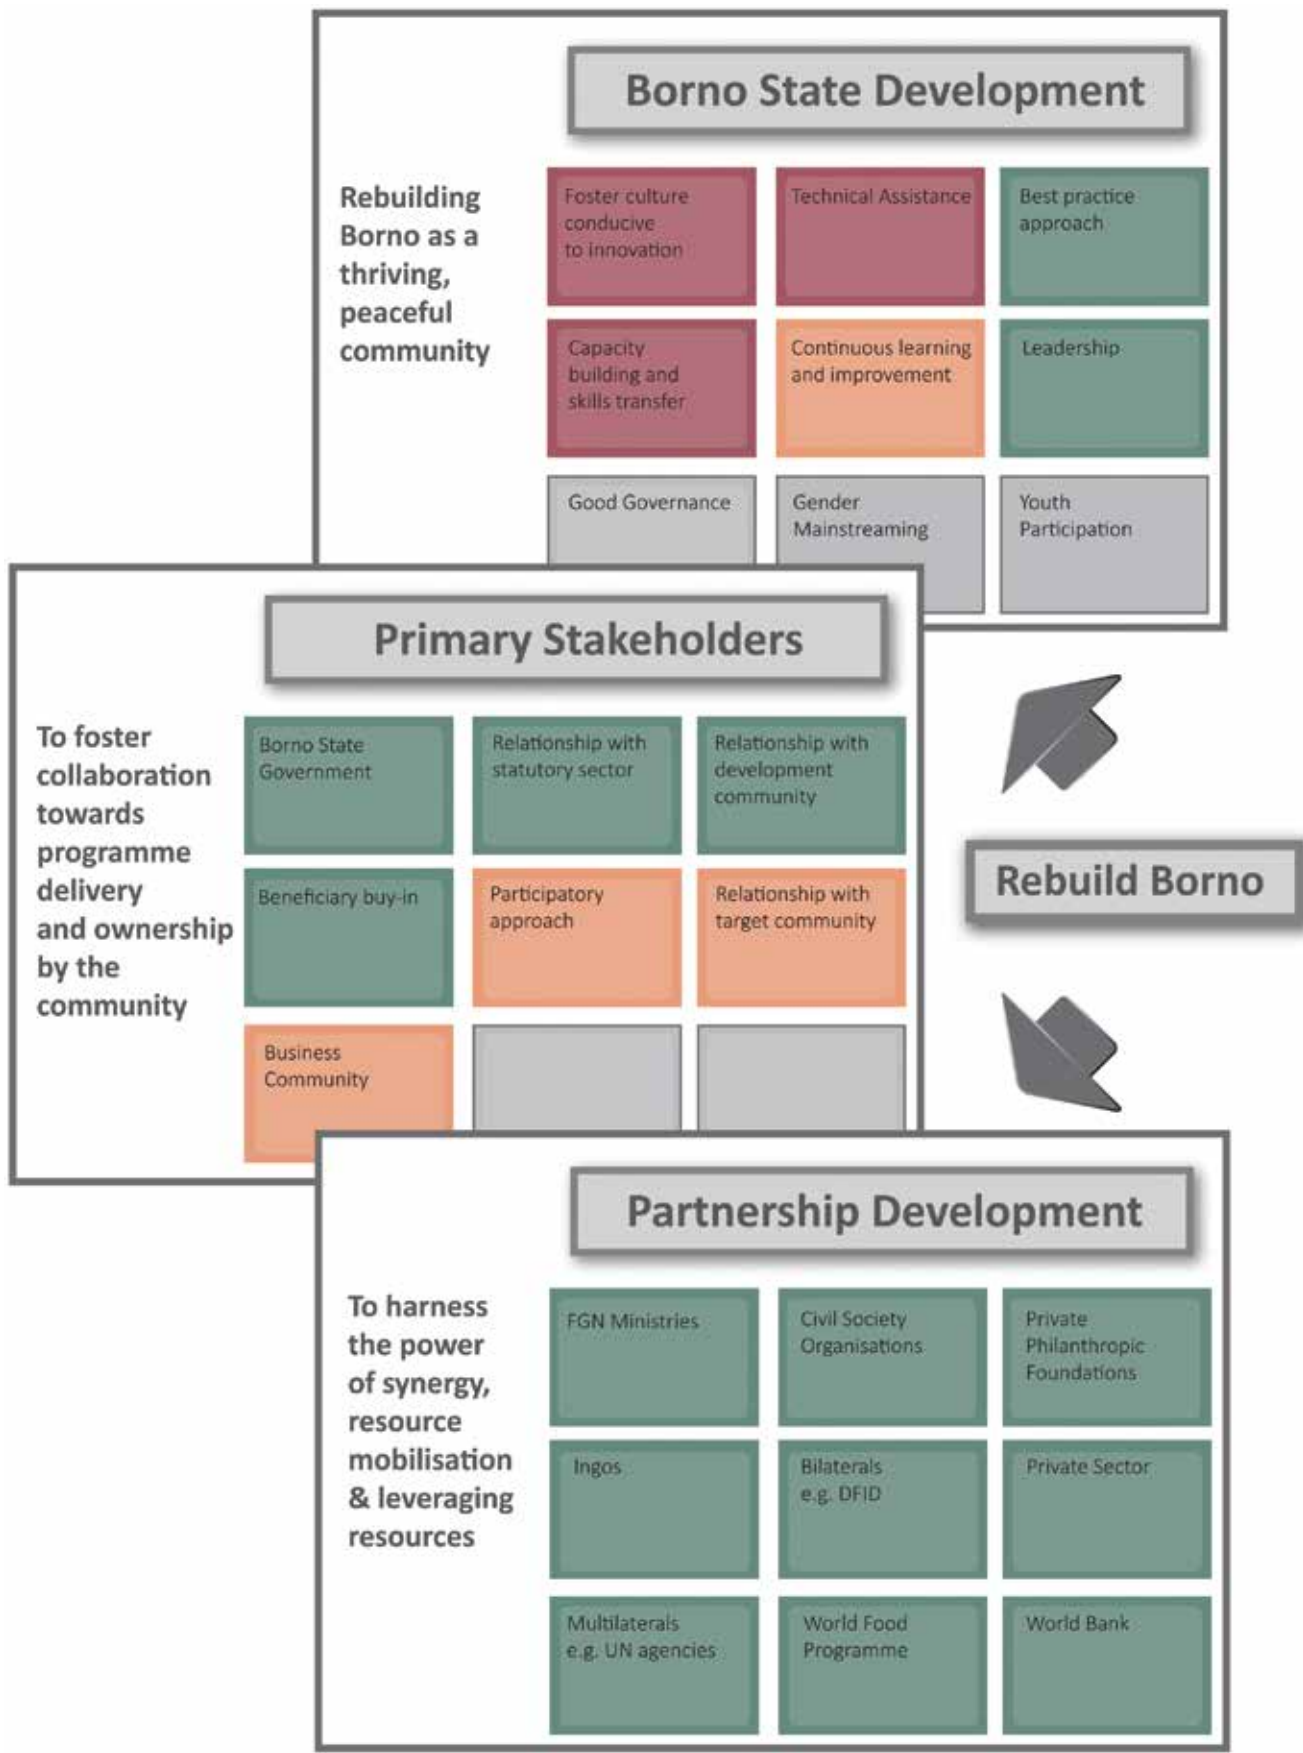 Borno State Development
Rebuilding
Borno as a
thriving,
peaceful
community
Foster culture
conducive
to innovation
Technical Assistance
Best practice
approach
Capacity
building and
skills transfer
Continuous learning
and improvement
Leadership
Good Governance
Gender
Mainstreaming
Youth
Participation
Primary Stakeholders
To foster
collaboration
towards
programme
delivery
and ownership
by the
community
Borno State
Government
Relationship with
statutory sector
Relationship with
development
community
Beneficiary buy-in
Participatory
approach
Relationship with
target community
Business
Community
Rebuild Borno
Partnership Development
To harness
the power
of synergy,
resource
mobilisation
& leveraging
resources
FGN Ministries
Civil Society
Organisations
Private
Philanthropic
Foundations
Ingos
Bilaterals
e.g. DFID
Private Sector
Multilaterals
e.g. UN agencies
World Food
Programme
World Bank